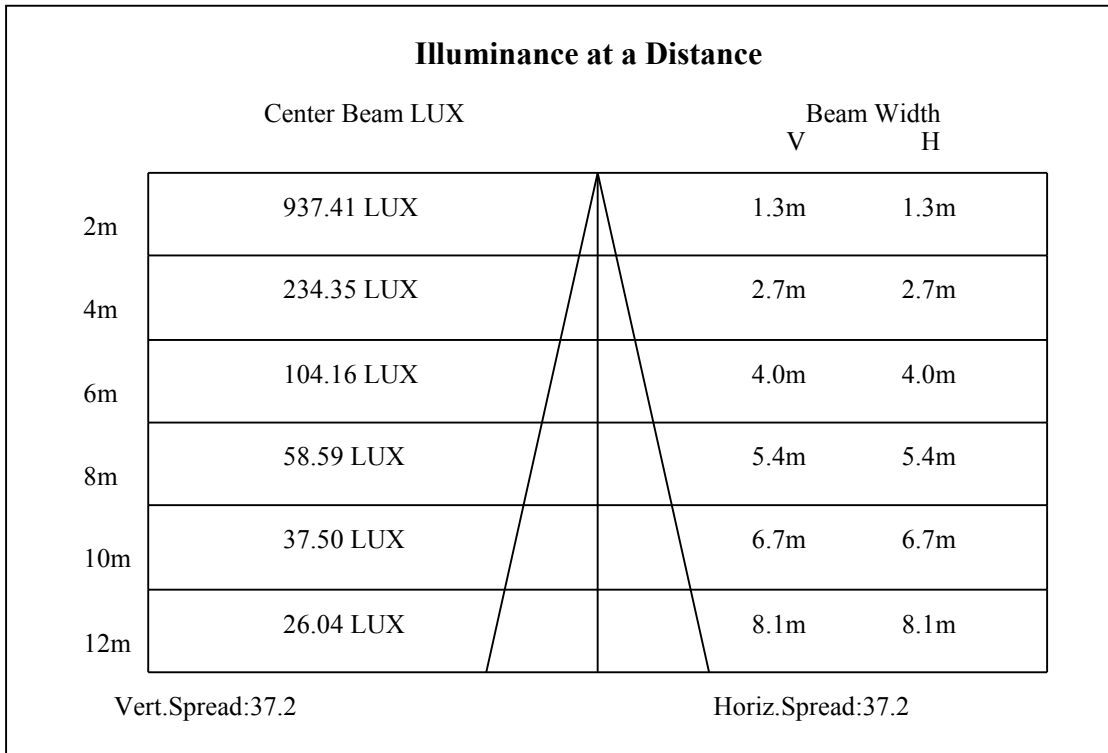 Illuminance at a Distance
Center Beam LUX Beam Width
V H
2m 937.41 LUX 1.3m 1.3m
4m 234.35 LUX 2.7m 2.7m
6m 104.16 LUX 4.0m 4.0m
8m 58.59 LUX 5.4m 5.4m
10m 37.50 LUX 6.7m 6.7m
12m 26.04 LUX 8.1m 8.1m
Vert.Spread:37.2 Horiz.Spread:37.2